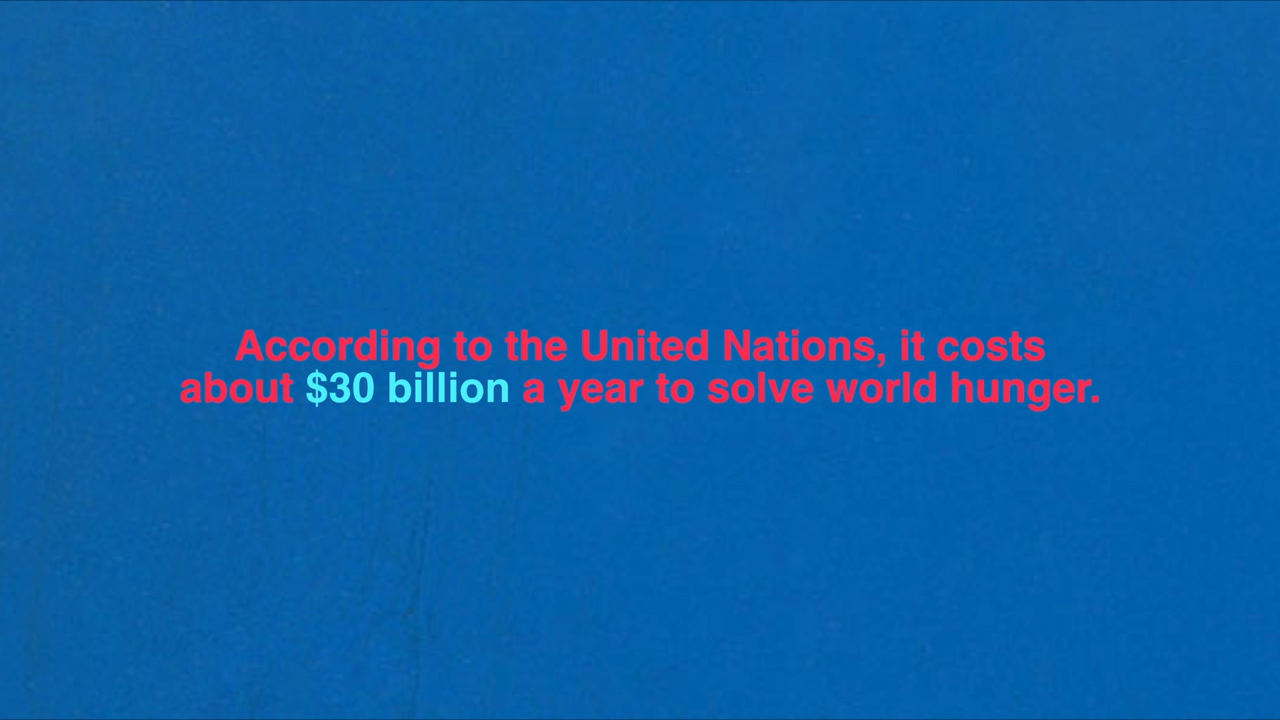 According to the United Nations, it costs
about $30 billion a year to solve world hunger.